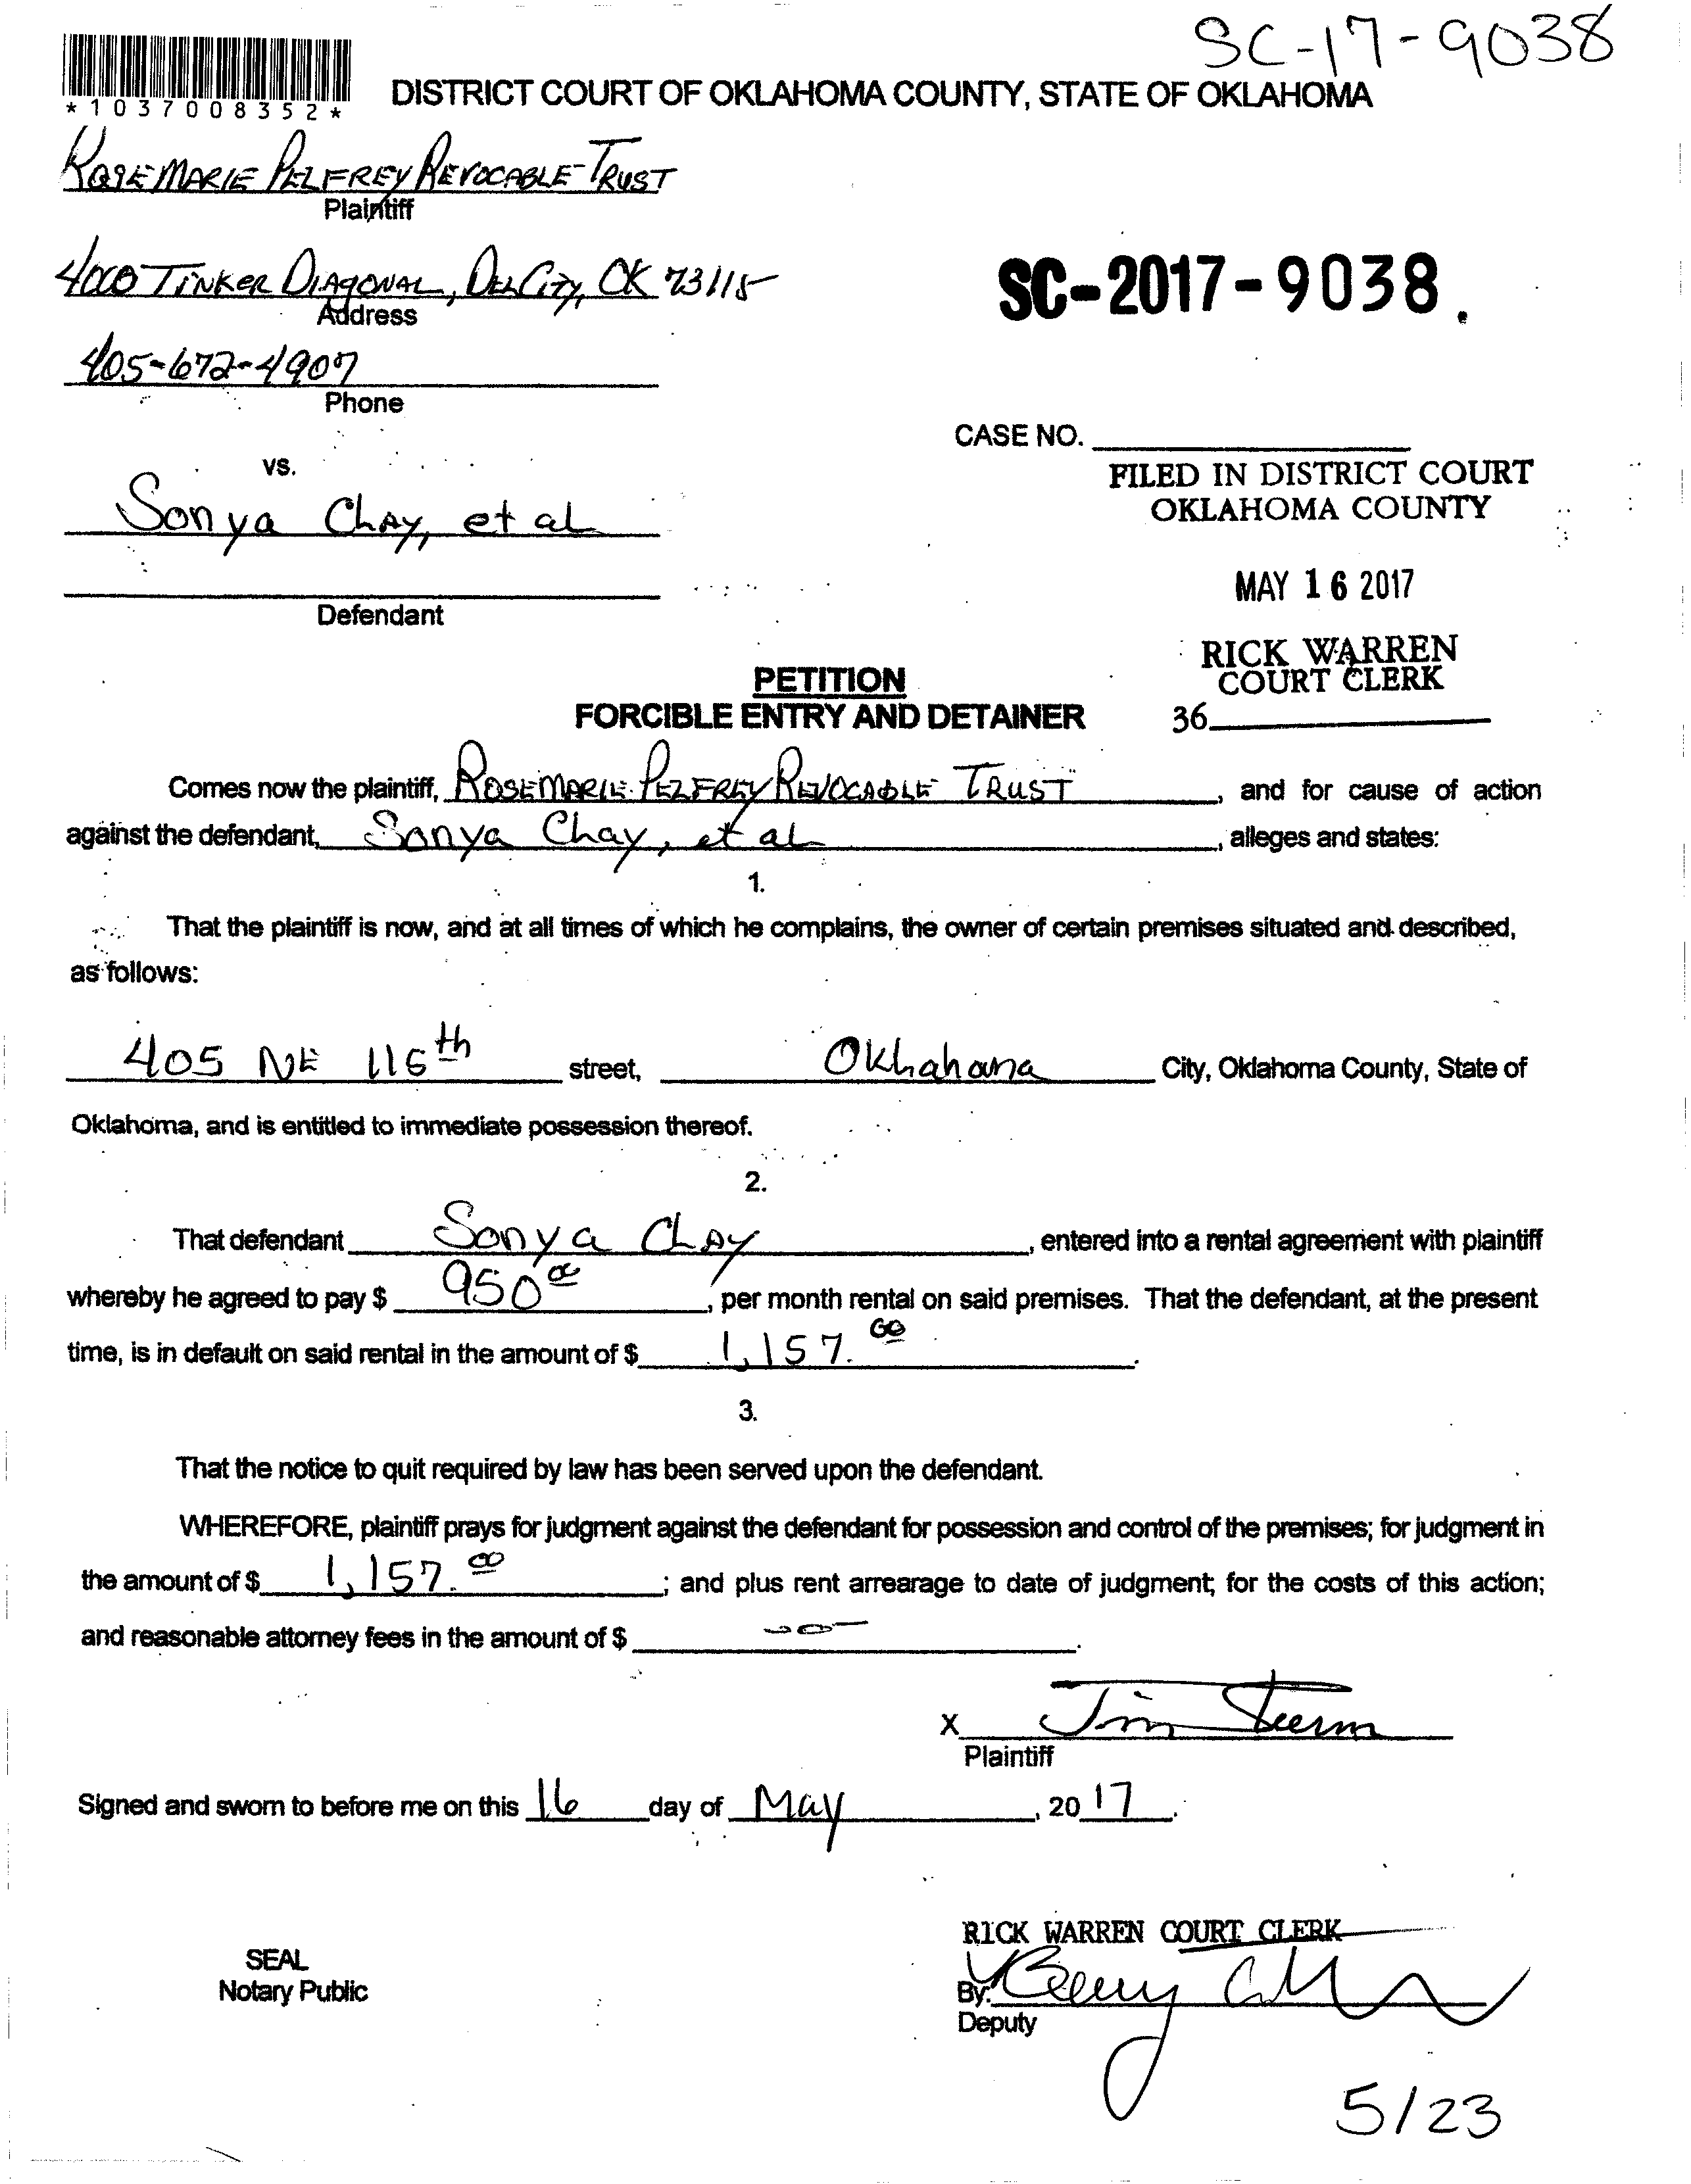 SC-17-9038
*1037008352*
DISTRICT COURT OF OKLAHOMA COUNTY, STATE OF OKLAHOMA
ROSEMARIE PELFREY REVOCABLE TRUST
Plaintiff
4000 TINKER DIAGONAL, DEL CITY, OK 73115
Address
SC-2017-9038.
405-672-4907
Phone
CASE NO.
vs.
FILED IN DISTRICT COURT
OKLAHOMA COUNTY
Sonya Chay, et al
MAY 16 2017
Defendant
RICK WARREN
COURT CLERK
36
PETITION
FORCIBLE ENTRY AND DETAINER
Comes now the plaintiff, ROSEMARIE PELFREY REVOCABLE TRUST, and for cause of action
against the defendant, Sonya Chay, et al, alleges and states:
1.
That the plaintiff is now, and at all times of which he complains, the owner of certain premises situated and described,
as follows:
405 NE 116th street, Oklahoma City, Oklahoma County, State of
Oklahoma, and is entitled to immediate possession thereof.
2.
That defendant Sonya Chay, entered into a rental agreement with plaintiff
whereby he agreed to pay $ 950 00, per month rental on said premises. That the defendant, at the present
time, is in default on said rental in the amount of $ 1,157.00.
3.
That the notice to quit required by law has been served upon the defendant.
WHEREFORE, plaintiff prays for judgment against the defendant for possession and control of the premises; for judgment in
the amount of $ 1,157.00; and plus rent arrearage to date of judgment; for the costs of this action;
and reasonable attorney fees in the amount of $ -0-.
X Jim
Plaintiff
Signed and sworn to before me on this 16 day of May, 2017.
RICK WARREN COURT CLERK
SEAL
Notary Public
By:
Deputy
5/23